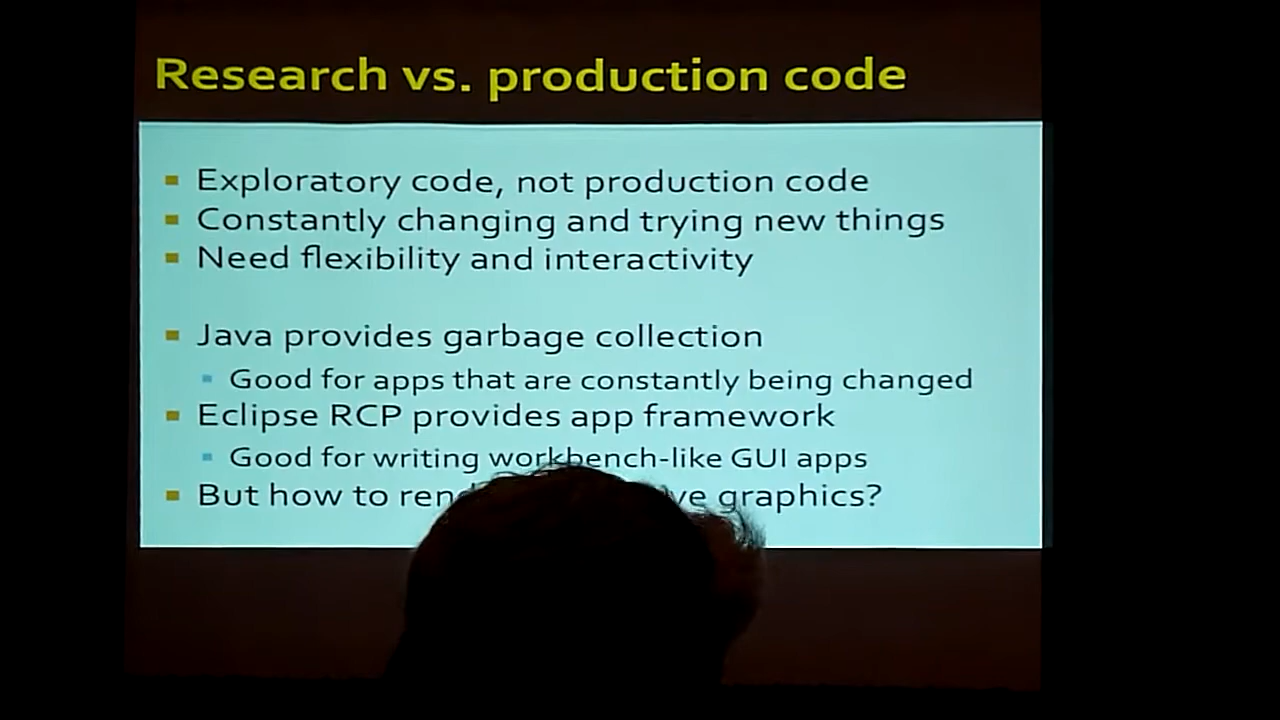 Research vs. production code
Exploratory code, not production code
Constantly changing and trying new things
Need flexibility and interactivity
Java provides garbage collection
Good for apps that are constantly being changed
Eclipse RCP provides app framework
Good for writing workbench-like GUI apps
But how to graphics?